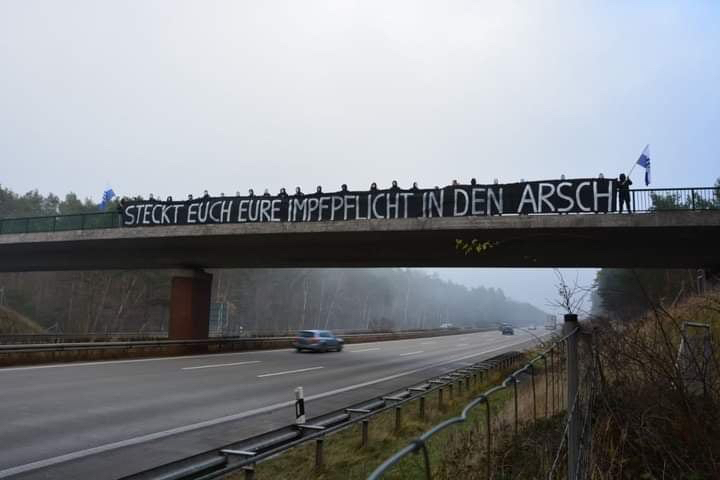 STECKT EUCH EURE IMPFPFLICHT IN DEN ARSCH